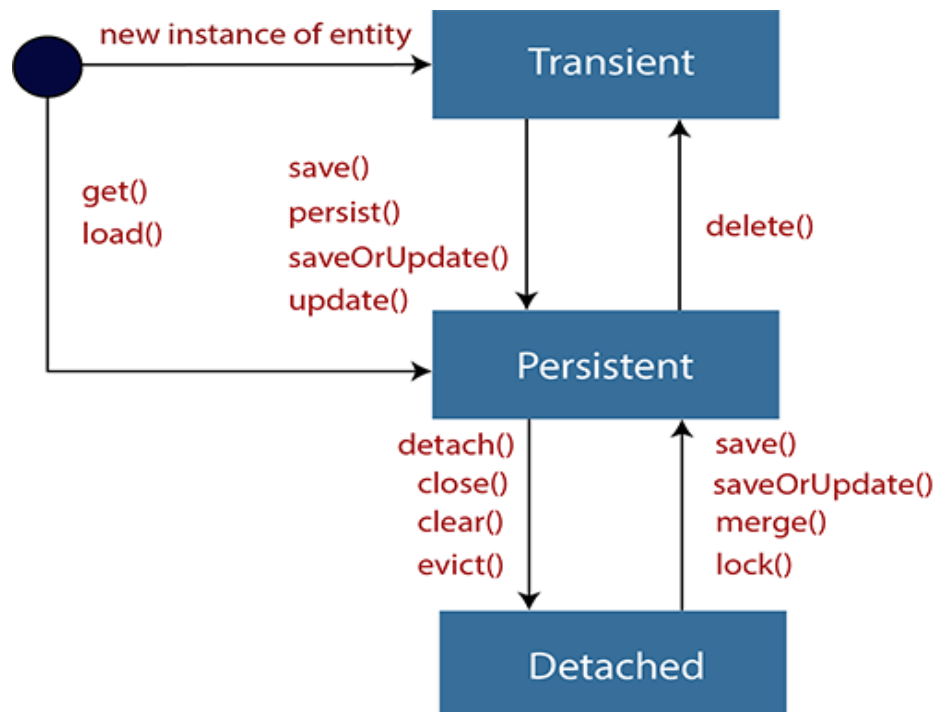 new instance of entity
Transient
get()
load()
save()
persist()
saveOrUpdate()
update()
delete()
Persistent
detach()
close()
clear()
evict()
save()
saveOrUpdate()
merge()
lock()
Detached